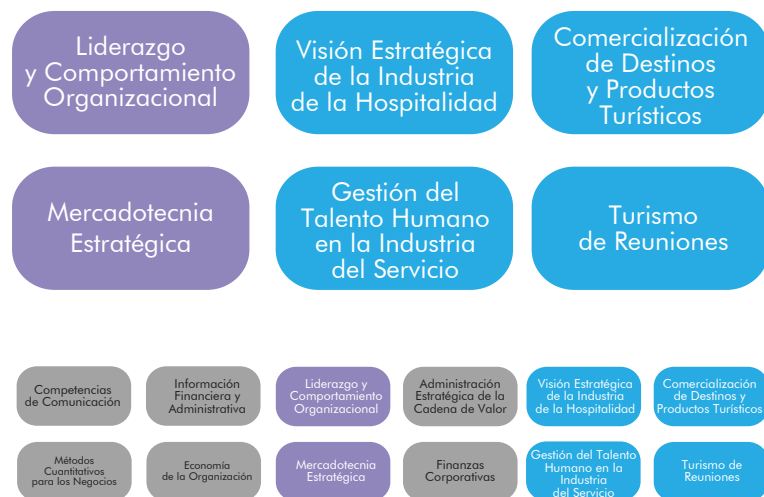 Liderazgo
y Comportamiento
Organizacional
Visión Estratégica
de la Industria
de la Hospitalidad
Comercialización
de Destinos
y Productos
Turísticos
Mercadotecnia
Estratégica
Gestión del
Talento Humano
en la Industria
del Servicio
Turismo
de Reuniones
Competencias
de Comunicación
Información
Financiera y
Administrativa
Liderazgo y
Comportamiento
Organizacional
Administración
Estratégica de la
Cadena de Valor
Visión Estratégica
de la Industria
de la Hospitalidad
Comercialización
de Destinos y
Productos Turísticos
Métodos
Cuantitativos
para los Negocios
Economía
de la Organización
Mercadotecnia
Estratégica
Finanzas
Corporativas
Gestión del Talento
Humano en la
Industria
del Servicio
Turismo de
Reuniones